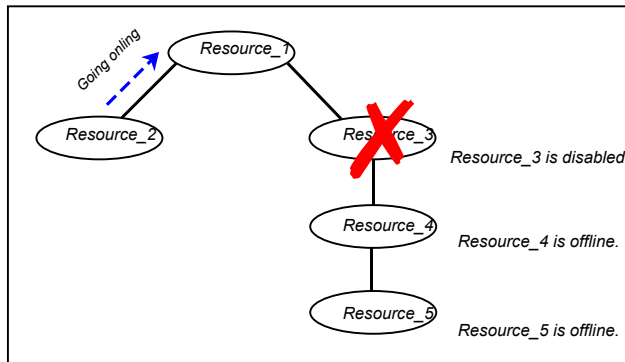 Going onling
Resource_1
Resource_2
Resource_3
Resource_3 is disabled
Resource_4
Resource_4 is offline.
Resource_5
Resource_5 is offline.